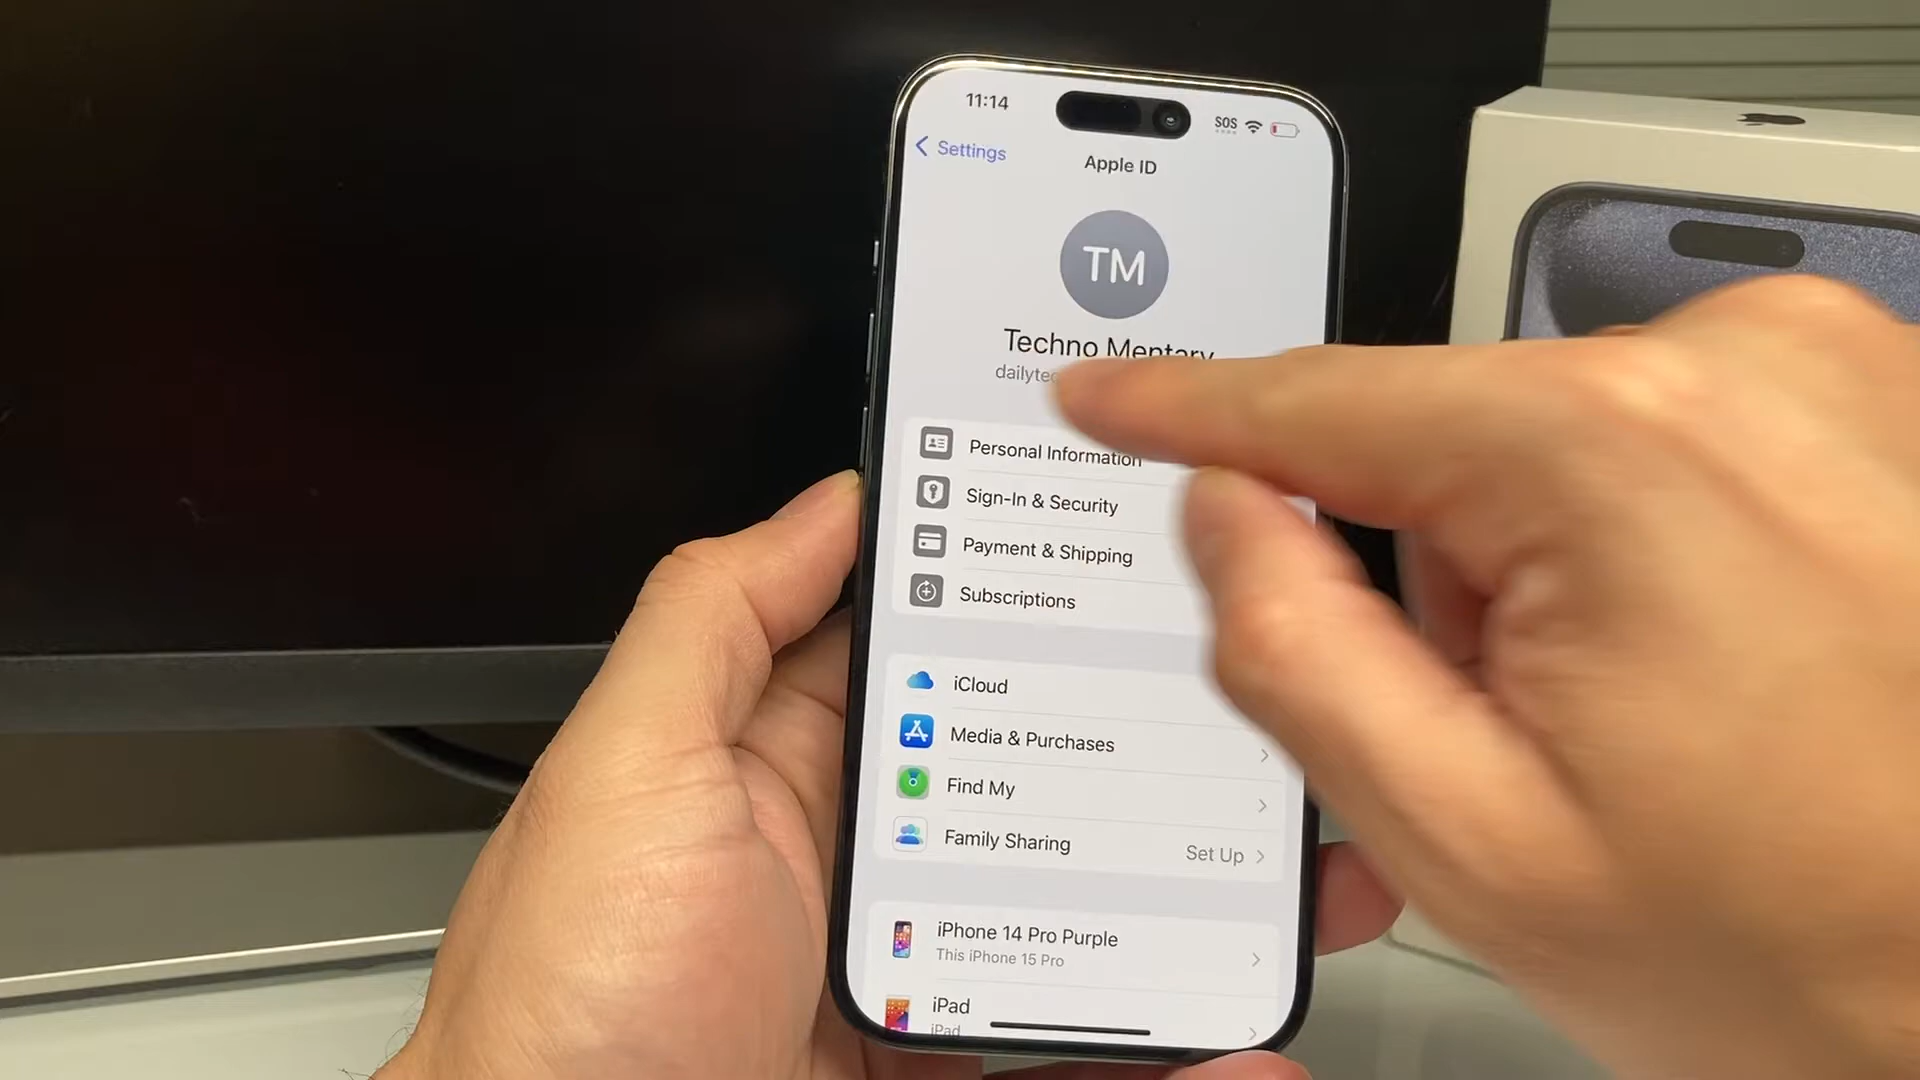 11:14
SOS
Settings
Apple ID
TM
Techno Mentary
Personal Information
Sign-In & Security
Payment & Shipping
Subscriptions
iCloud
Media & Purchases
Find My
Family Sharing
Set Up
iPhone 14 Pro Purple
This iPhone 15 Pro
iPad
iPad